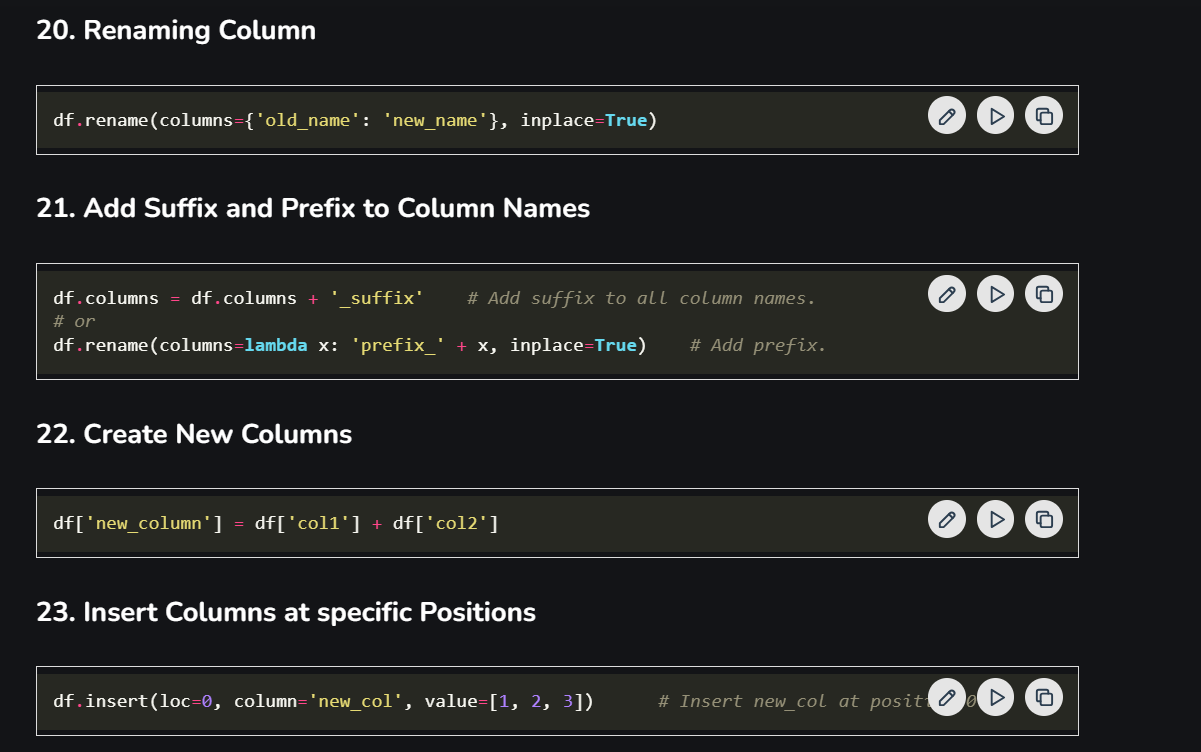 20. Renaming Column
df.rename(columns={'old_name': 'new_name'}, inplace=True)
21. Add Suffix and Prefix to Column Names
df.columns = df.columns + '_suffix'    # Add suffix to all column names.
# or
df.rename(columns=lambda x: 'prefix_' + x, inplace=True)    # Add prefix.
22. Create New Columns
df['new_column'] = df['col1'] + df['col2']
23. Insert Columns at specific Positions
df.insert(loc=0, column='new_col', value=[1, 2, 3])      # Insert new_col at